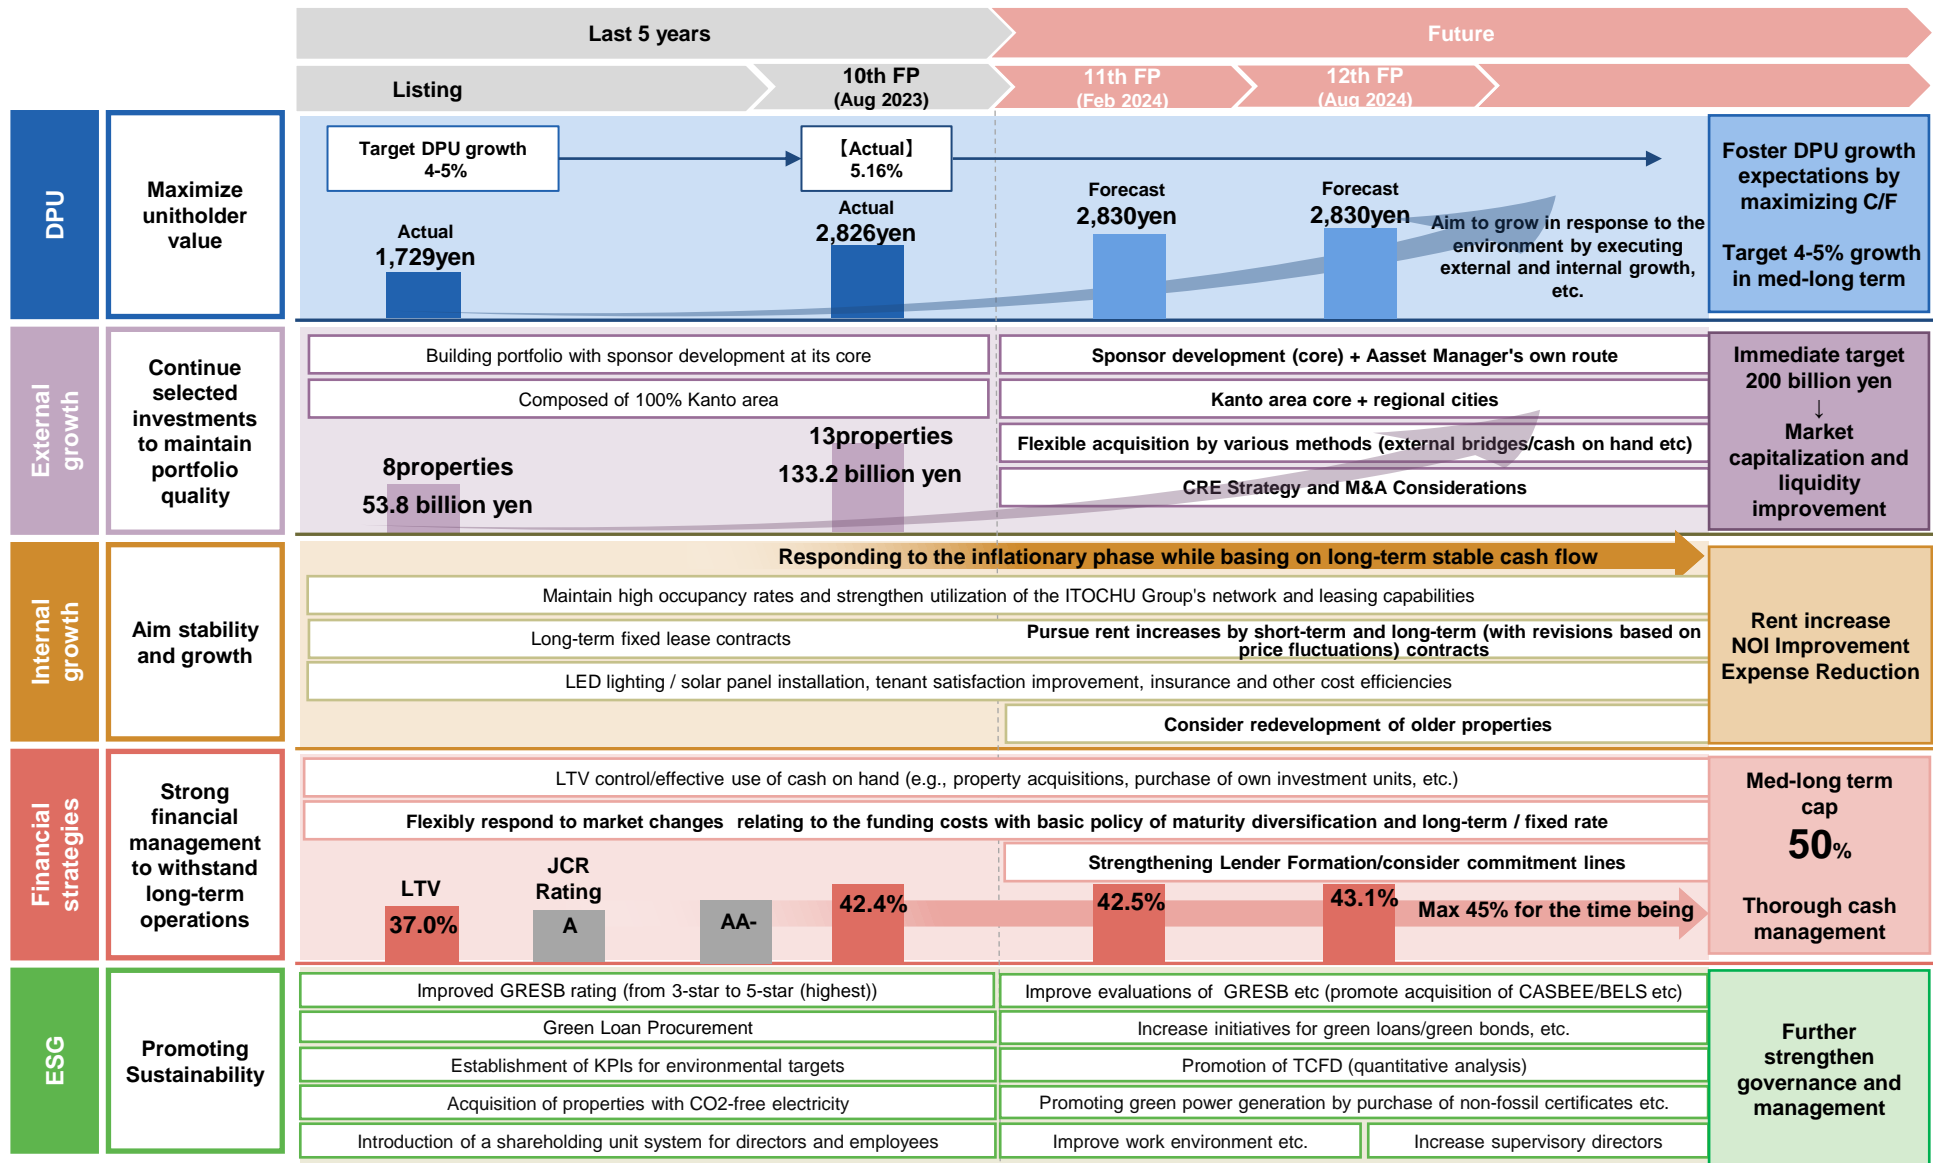 Last 5 years
Future
Listing
10th FP
(Aug 2023)
11th FP
(Feb 2024)
12th FP
(Aug 2024)
DPU
Maximize
unitholder
value
Target DPU growth
4-5%
【Actual】
5.16%
Actual
1,729yen
Actual
2,826yen
Forecast
2,830yen
Forecast
2,830yen
Aim to grow in response to the
environment by executing
external and internal growth,
etc.
Foster DPU growth
expectations by
maximizing C/F
Target 4-5% growth
in med-long term
External
growth
Continue
selected
investments
to maintain
portfolio
quality
Building portfolio with sponsor development at its core
Composed of 100% Kanto area
8properties
53.8 billion yen
13properties
133.2 billion yen
Sponsor development (core) + Aasset Manager's own route
Kanto area core + regional cities
Flexible acquisition by various methods (external bridges/cash on hand etc)
CRE Strategy and M&A Considerations
Immediate target
200 billion yen
↓
Market
capitalization and
liquidity
improvement
Internal
growth
Aim stability
and growth
Responding to the inflationary phase while basing on long-term stable cash flow
Maintain high occupancy rates and strengthen utilization of the ITOCHU Group's network and leasing capabilities
Long-term fixed lease contracts
Pursue rent increases by short-term and long-term (with revisions based on
price fluctuations) contracts
LED lighting / solar panel installation, tenant satisfaction improvement, insurance and other cost efficiencies
Consider redevelopment of older properties
Rent increase
NOI Improvement
Expense Reduction
Financial
strategies
Strong
financial
management
to withstand
long-term
operations
LTV control/effective use of cash on hand (e.g., property acquisitions, purchase of own investment units, etc.)
Flexibly respond to market changes relating to the funding costs with basic policy of maturity diversification and long-term / fixed rate
Strengthening Lender Formation/consider commitment lines
LTV
37.0%
JCR
Rating
A
AA-
42.4%
42.5%
43.1%
Max 45% for the time being
Med-long term
cap
50%
Thorough cash
management
ESG
Promoting
Sustainability
Improved GRESB rating (from 3-star to 5-star (highest))
Green Loan Procurement
Establishment of KPIs for environmental targets
Acquisition of properties with CO2-free electricity
Introduction of a shareholding unit system for directors and employees
Improve evaluations of GRESB etc (promote acquisition of CASBEE/BELS etc)
Increase initiatives for green loans/green bonds, etc.
Promotion of TCFD (quantitative analysis)
Promoting green power generation by purchase of non-fossil certificates etc.
Improve work environment etc.
Increase supervisory directors
Further
strengthen
governance and
management